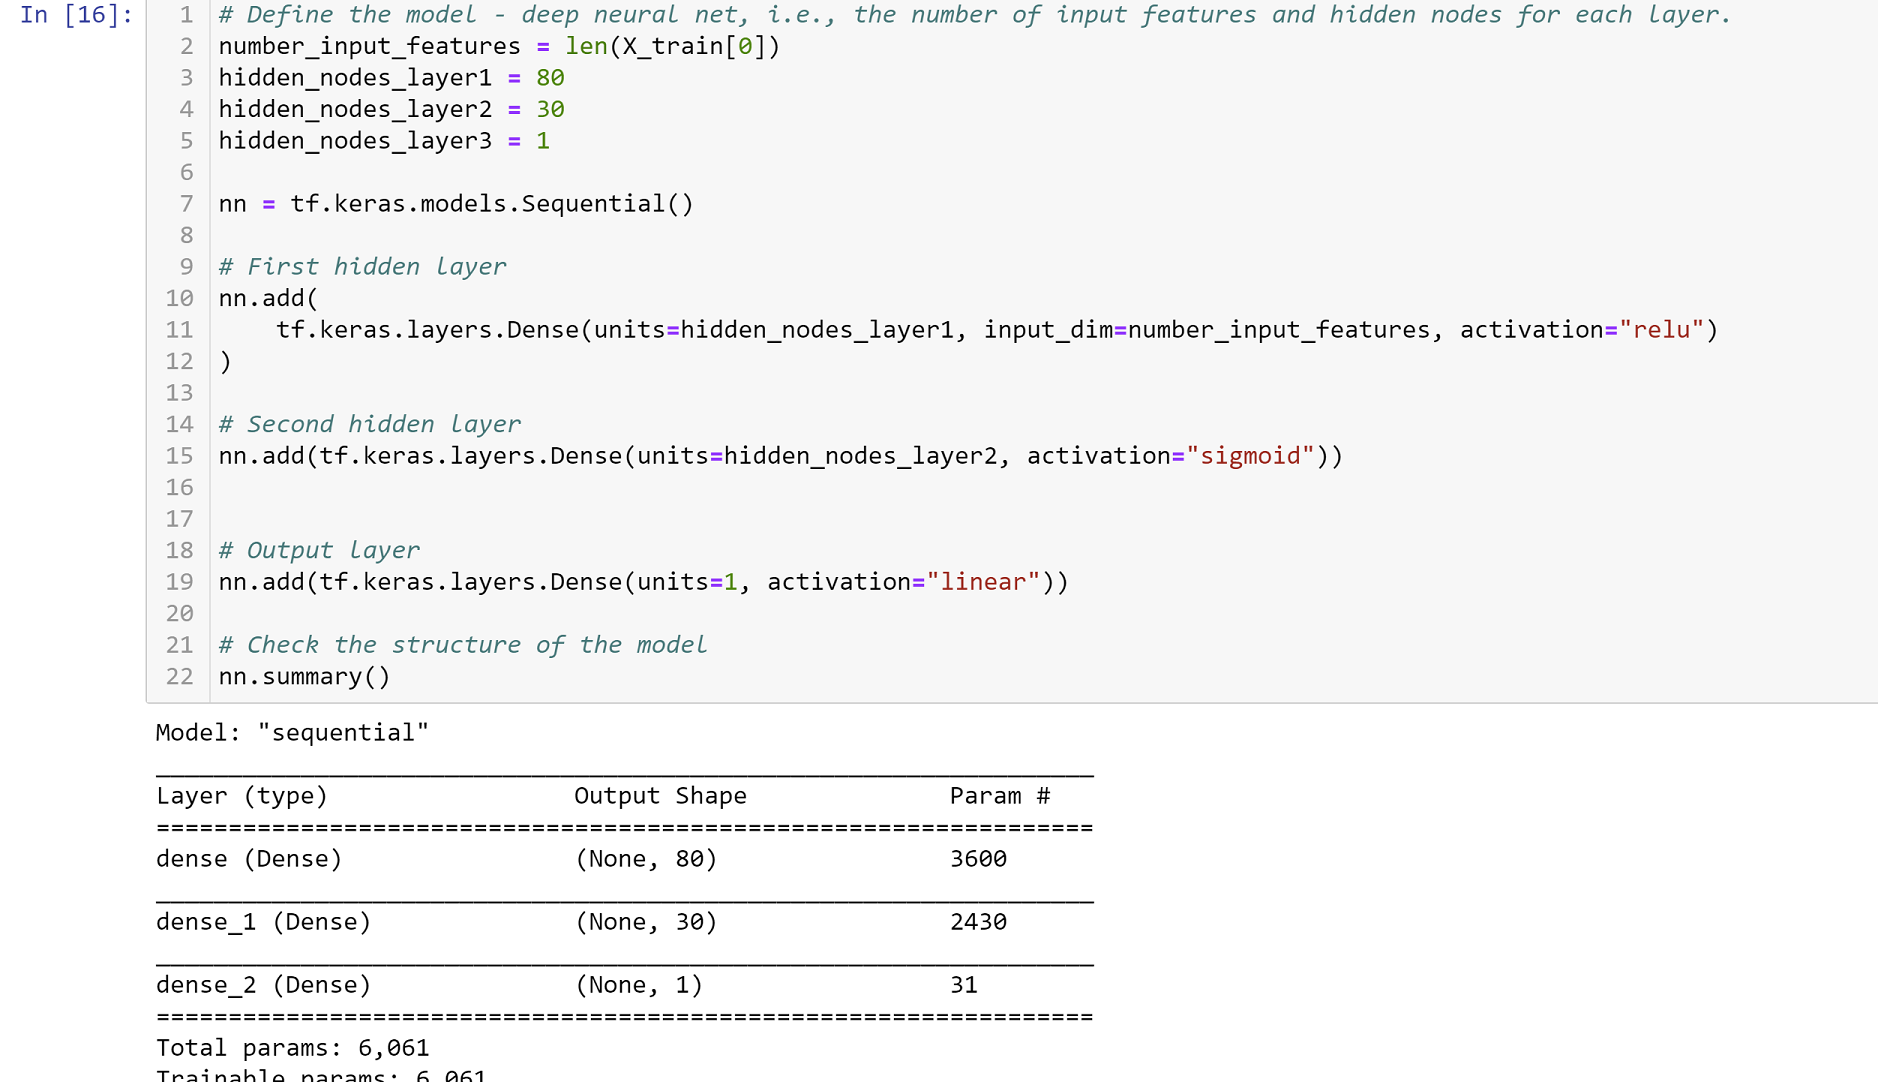 In [16]:
1 # Define the model - deep neural net, i.e., the number of input features and hidden nodes for each layer.
2 number_input_features = len(X_train[0])
3 hidden_nodes_layer1 = 80
4 hidden_nodes_layer2 = 30
5 hidden_nodes_layer3 = 1
6
7 nn = tf.keras.models.Sequential()
8
9 # First hidden layer
10 nn.add(
11     tf.keras.layers.Dense(units=hidden_nodes_layer1, input_dim=number_input_features, activation="relu")
12 )
13
14 # Second hidden layer
15 nn.add(tf.keras.layers.Dense(units=hidden_nodes_layer2, activation="sigmoid"))
16
17
18 # Output layer
19 nn.add(tf.keras.layers.Dense(units=1, activation="linear"))
20
21 # Check the structure of the model
22 nn.summary()
Model: "sequential"
_________________________________________________________________
Layer (type)                 Output Shape              Param #
=================================================================
dense (Dense)                (None, 80)                3600
_________________________________________________________________
dense_1 (Dense)              (None, 30)                2430
_________________________________________________________________
dense_2 (Dense)              (None, 1)                 31
=================================================================
Total params: 6,061
Trainable params: 6,061